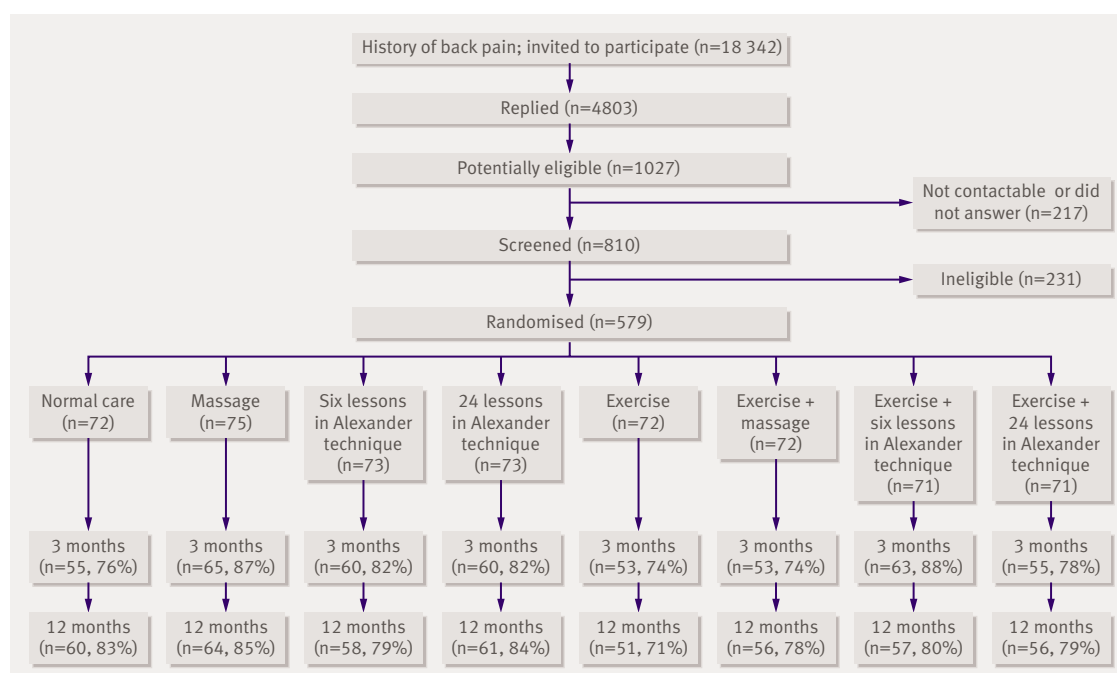 History of back pain; invited to participate (n=18 342)
Replied (n=4803)
Potentially eligible (n=1027)
Not contactable or did
not answer (n=217)
Screened (n=810)
Ineligible (n=231)
Randomised (n=579)
Normal care
(n=72)
Massage
(n=75)
Six lessons
in Alexander
technique
(n=73)
24 lessons
in Alexander
technique
(n=73)
Exercise
(n=72)
Exercise +
massage
(n=72)
Exercise +
six lessons
in Alexander
technique
(n=71)
Exercise +
24 lessons
in Alexander
technique
(n=71)
3 months
(n=55, 76%)
3 months
(n=65, 87%)
3 months
(n=60, 82%)
3 months
(n=60, 82%)
3 months
(n=53, 74%)
3 months
(n=53, 74%)
3 months
(n=63, 88%)
3 months
(n=55, 78%)
12 months
(n=60, 83%)
12 months
(n=64, 85%)
12 months
(n=58, 79%)
12 months
(n=61, 84%)
12 months
(n=51, 71%)
12 months
(n=56, 78%)
12 months
(n=57, 80%)
12 months
(n=56, 79%)